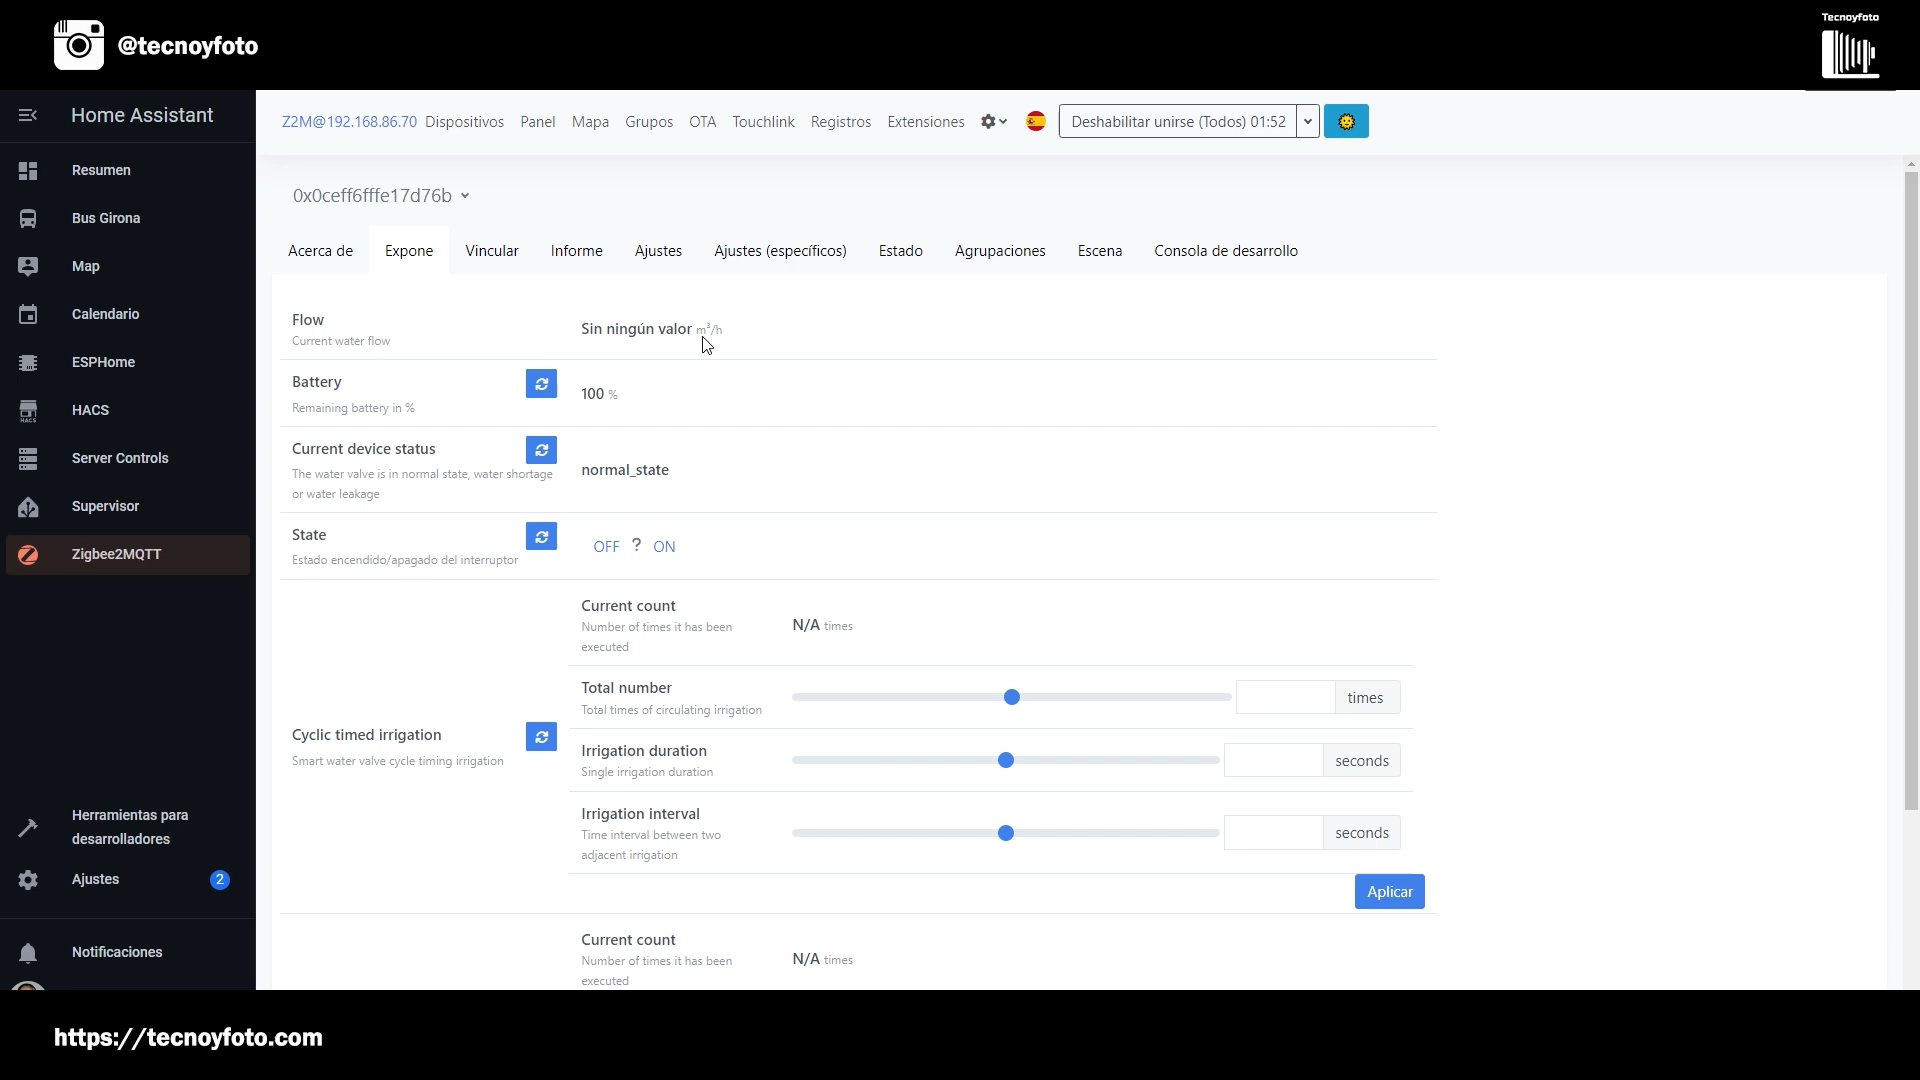 @tecnoyfoto
Tecnoyfoto
Home Assistant
Resumen
Bus Girona
Map
Calendario
ESPHome
HACS
HACS
Server Controls
Supervisor
Zigbee2MQTT
Herramientas para
desarrolladores
Ajustes 2
Notificaciones
Z2M@192.168.86.70 Dispositivos Panel Mapa Grupos OTA Touchlink Registros Extensiones Deshabilitar unirse (Todos) 01:52
0x0ceff6fffe17d76b
Acerca de Expone Vincular Informe Ajustes Ajustes (específicos) Estado Agrupaciones Escena Consola de desarrollo
Flow
Current water flow
Sin ningún valor m³/h
Battery
Remaining battery in %
100 %
Current device status
The water valve is in normal state, water shortage
or water leakage
normal_state
State
Estado encendido/apagado del interruptor
OFF ? ON
Cyclic timed irrigation
Smart water valve cycle timing irrigation
Current count
Number of times it has been
executed
N/A times
Total number
Total times of circulating irrigation
times
Irrigation duration
Single irrigation duration
seconds
Irrigation interval
Time interval between two
adjacent irrigation
seconds
Aplicar
Current count
Number of times it has been
executed
N/A times
https://tecnoyfoto.com